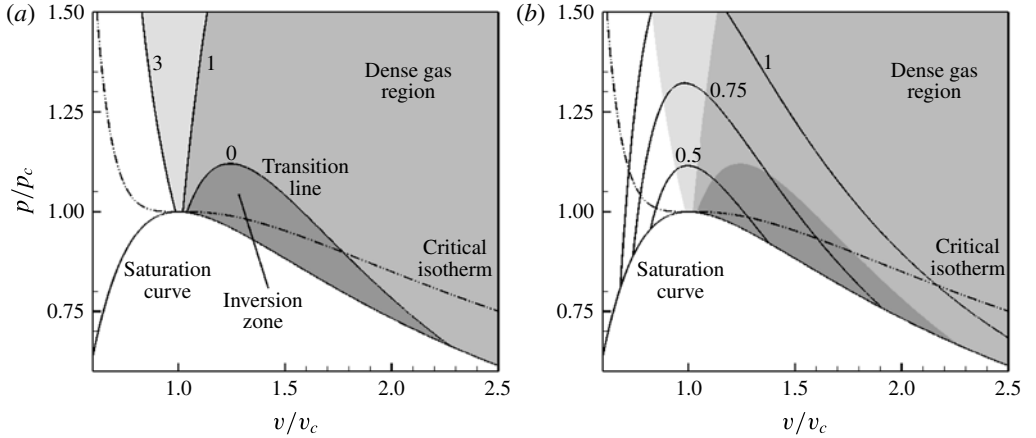 (a)
1.50
1.25
1.00
0.75
p/p_c
3
1
0
Dense gas
region
Transition
line
Critical
isotherm
Saturation
curve
Inversion
zone
1.0
1.5
2.0
2.5
v/v_c
(b)
1.50
1.25
1.00
0.75
1
0.75
0.5
Dense gas
region
Critical
isotherm
Saturation
curve
1.0
1.5
2.0
2.5
v/v_c